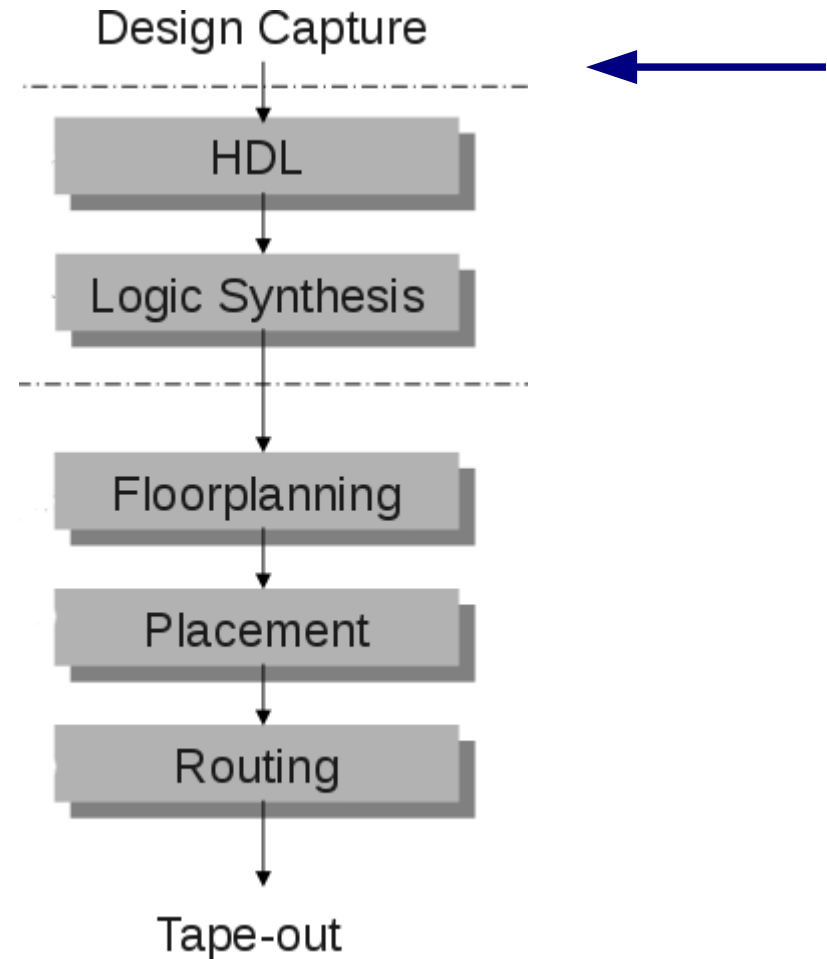 Design Capture
HDL
Logic Synthesis
Floorplanning
Placement
Routing
Tape-out